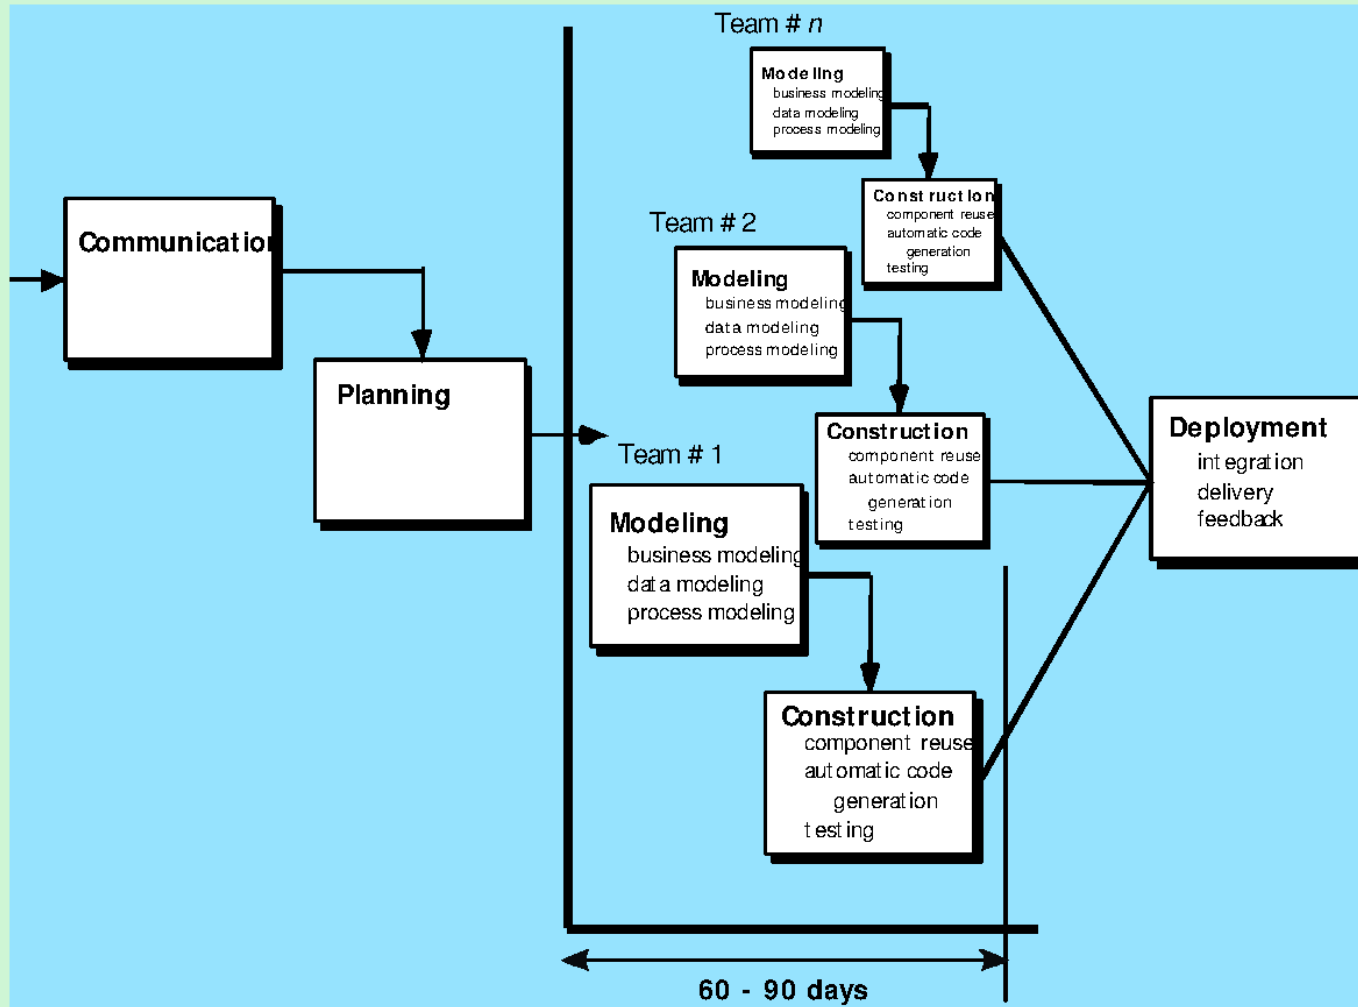 Team # n
Modeling
business modeling
data modeling
process modeling
Construction
component reuse
automatic code
generation
testing
Team # 2
Modeling
business modeling
data modeling
process modeling
Construction
component reuse
automatic code
generation
testing
Communication
Planning
Team # 1
Modeling
business modeling
data modeling
process modeling
Construction
component reuse
automatic code
generation
testing
Deployment
integration
delivery
feedback
60 - 90 days